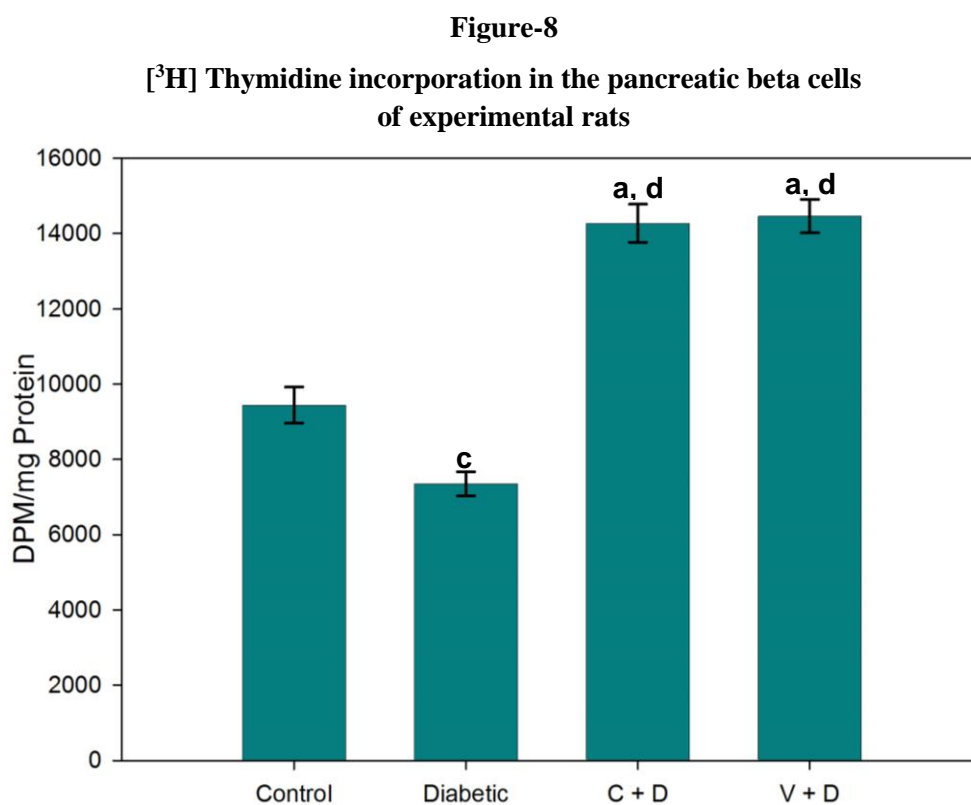 Figure-8
[³H] Thymidine incorporation in the pancreatic beta cells
of experimental rats
16000
14000
12000
10000
8000
6000
4000
2000
0
DPM/mg Protein
c
a, d
a, d
Control Diabetic C + D V + D